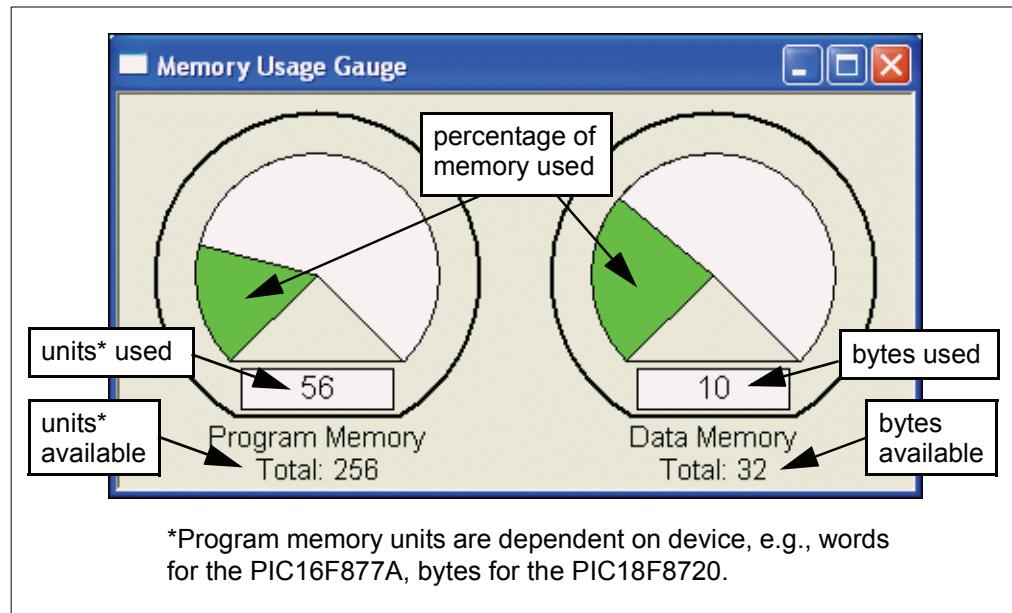 Memory Usage Gauge
percentage of
memory used
units* used
56
bytes used
10
units*
available
Program Memory
Total: 256
Data Memory
Total: 32
bytes
available
*Program memory units are dependent on device, e.g., words
for the PIC16F877A, bytes for the PIC18F8720.